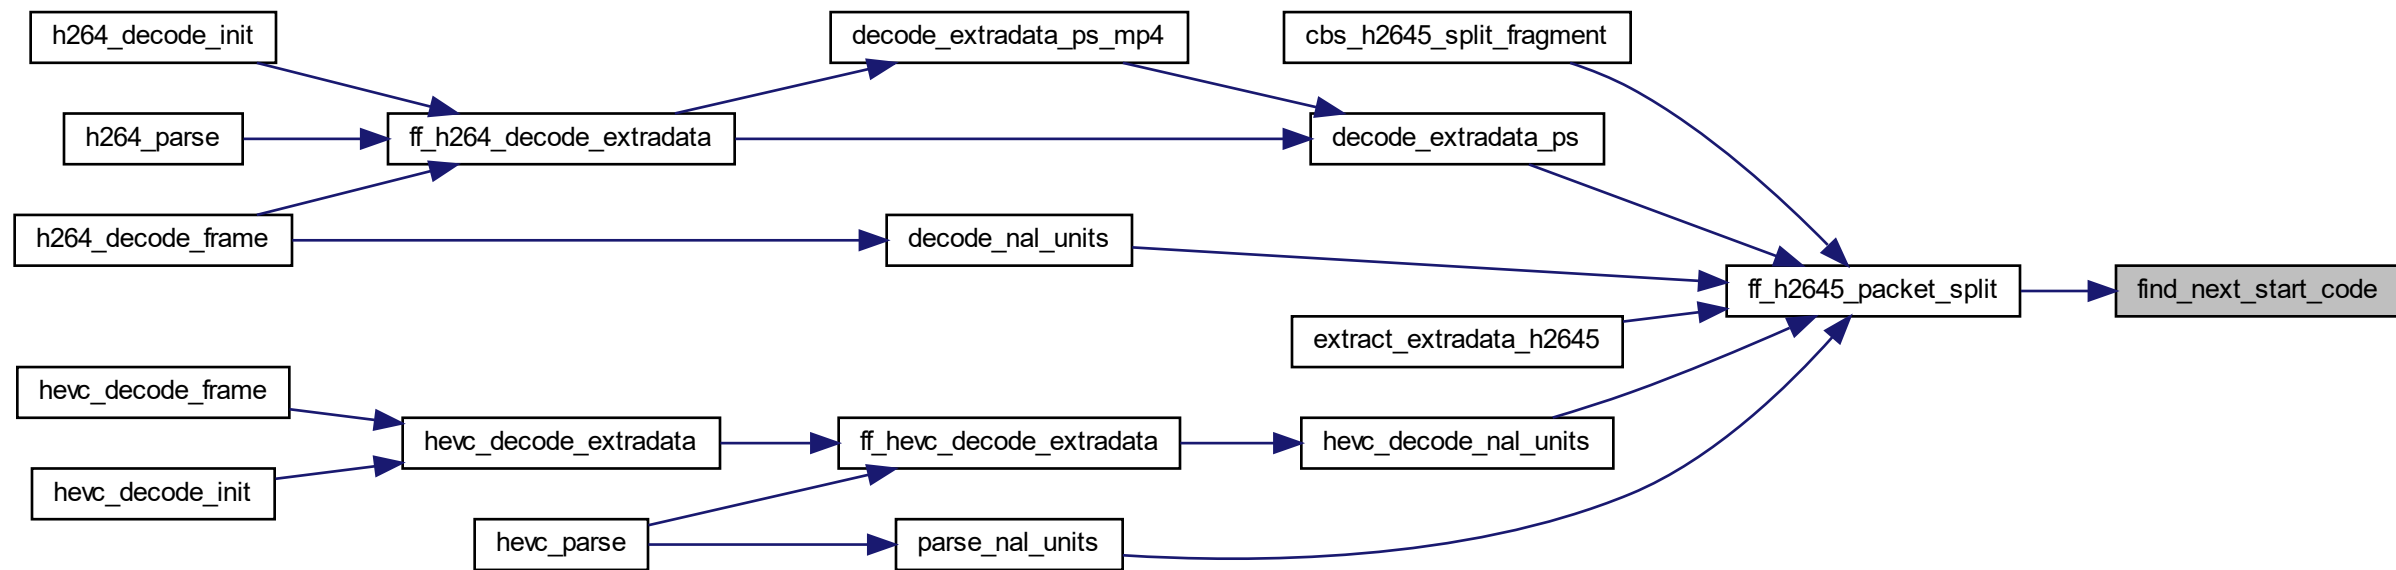 h264_decode_init
decode_extradata_ps_mp4
cbs_h2645_split_fragment
h264_parse
ff_h264_decode_extradata
decode_extradata_ps
h264_decode_frame
decode_nal_units
ff_h2645_packet_split
find_next_start_code
extract_extradata_h2645
hevc_decode_frame
hevc_decode_extradata
ff_hevc_decode_extradata
hevc_decode_nal_units
hevc_decode_init
hevc_parse
parse_nal_units